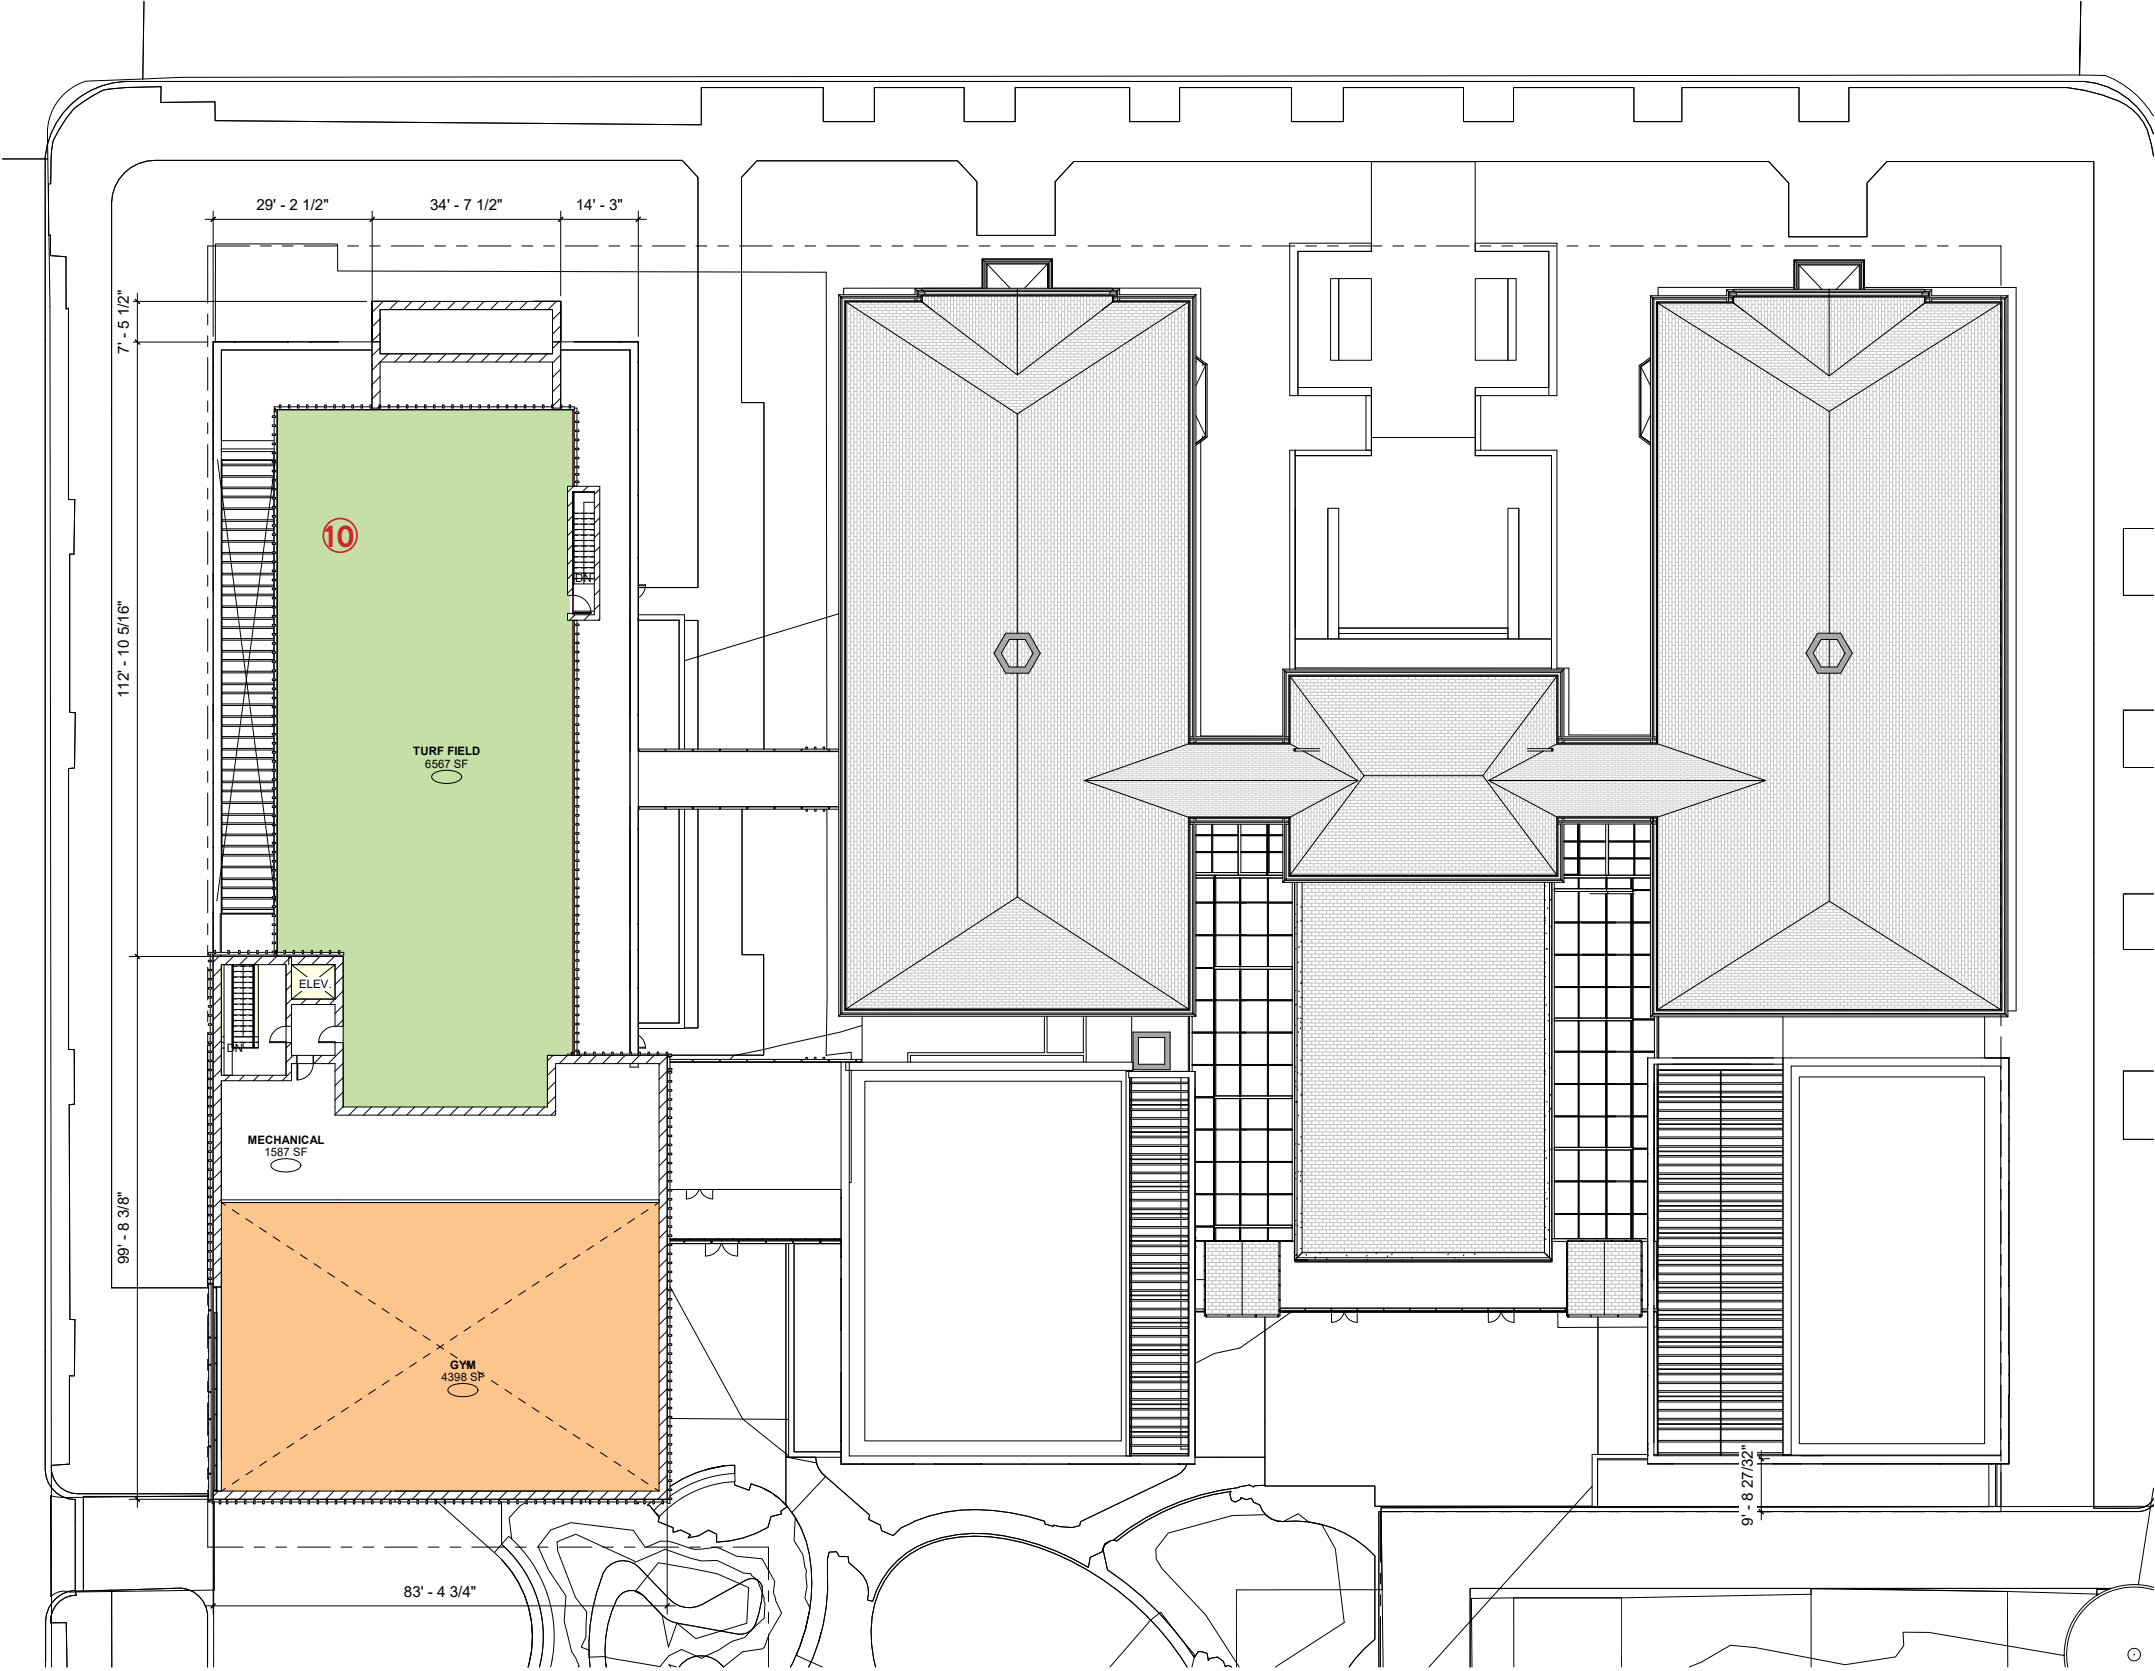 29' - 2 1/2"
34' - 7 1/2"
14' - 3"
7' - 5 1/2"
10
DN
112' - 10 5/16"
TURF FIELD
6567 SF
ELEV.
DN
MECHANICAL
1587 SF
99' - 8 3/8"
GYM
4398 SF
9' - 8 27/32"
83' - 4 3/4"